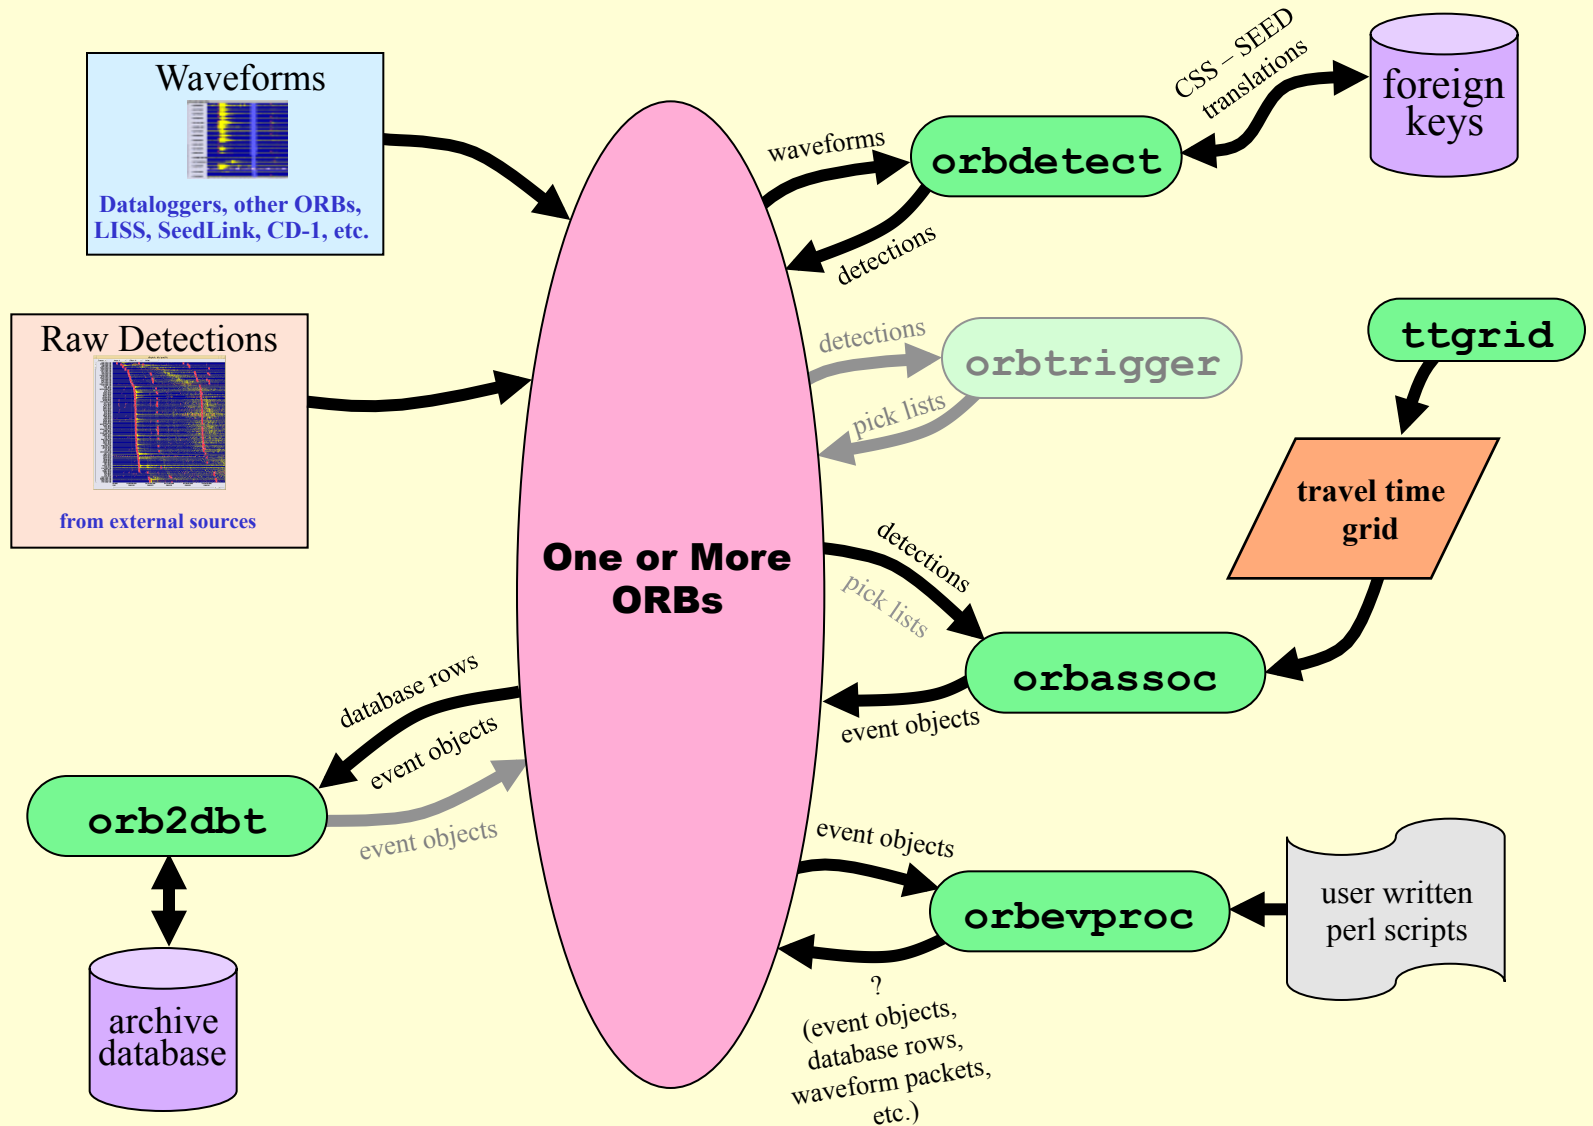 Waveforms
Dataloggers, other ORBs,
LISS, SeedLink, CD-1, etc.
Raw Detections
from external sources
One or More
ORBs
waveforms
orbdetect
detections
CSS – SEED
translations
foreign
keys
detections
orbtrigger
pick lists
ttgrid
travel time
grid
detections
pick lists
orbassoc
event objects
database rows
event objects
orb2dbt
event objects
archive
database
event objects
orbevproc
user written
perl scripts
?
(event objects,
database rows,
waveform packets,
etc.)